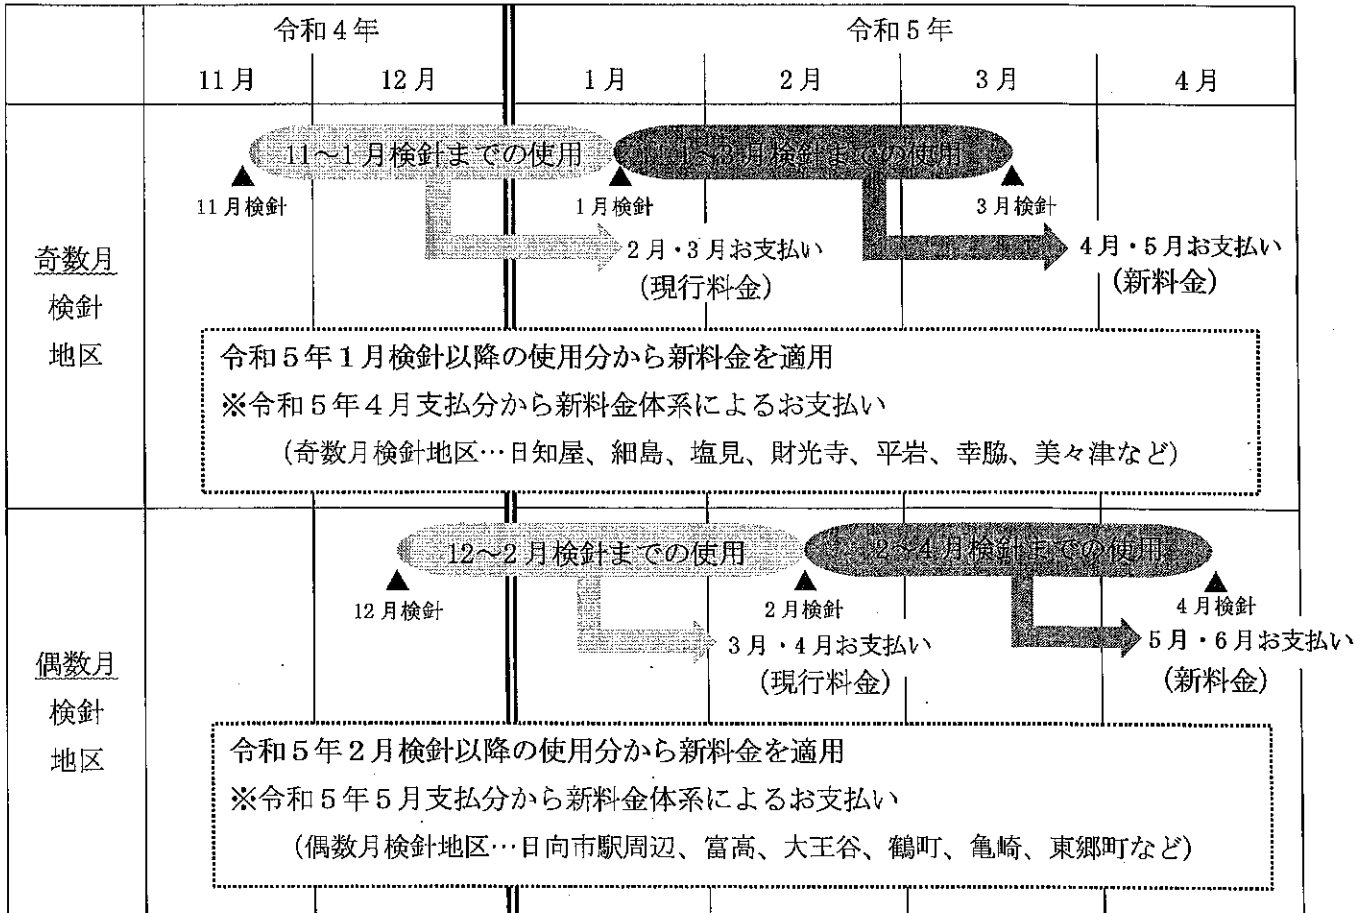 令和4年
令和5年
11月
12月
1月
2月
3月
4月
奇数月
検針
地区
11～1月検針までの使用
1～3月検針までの使用
11月検針
1月検針
3月検針
2月・3月お支払い
(現行料金)
4月・5月お支払い
(新料金)
令和5年1月検針以降の使用分から新料金を適用
※令和5年4月支払分から新料金体系によるお支払い
(奇数月検針地区…日知屋、細島、塩見、財光寺、平岩、幸脇、美々津など)
偶数月
検針
地区
12～2月検針までの使用
2～4月検針までの使用
12月検針
2月検針
4月検針
3月・4月お支払い
(現行料金)
5月・6月お支払い
(新料金)
令和5年2月検針以降の使用分から新料金を適用
※令和5年5月支払分から新料金体系によるお支払い
(偶数月検針地区…日向市駅周辺、富高、大王谷、鶴町、亀崎、東郷町など)